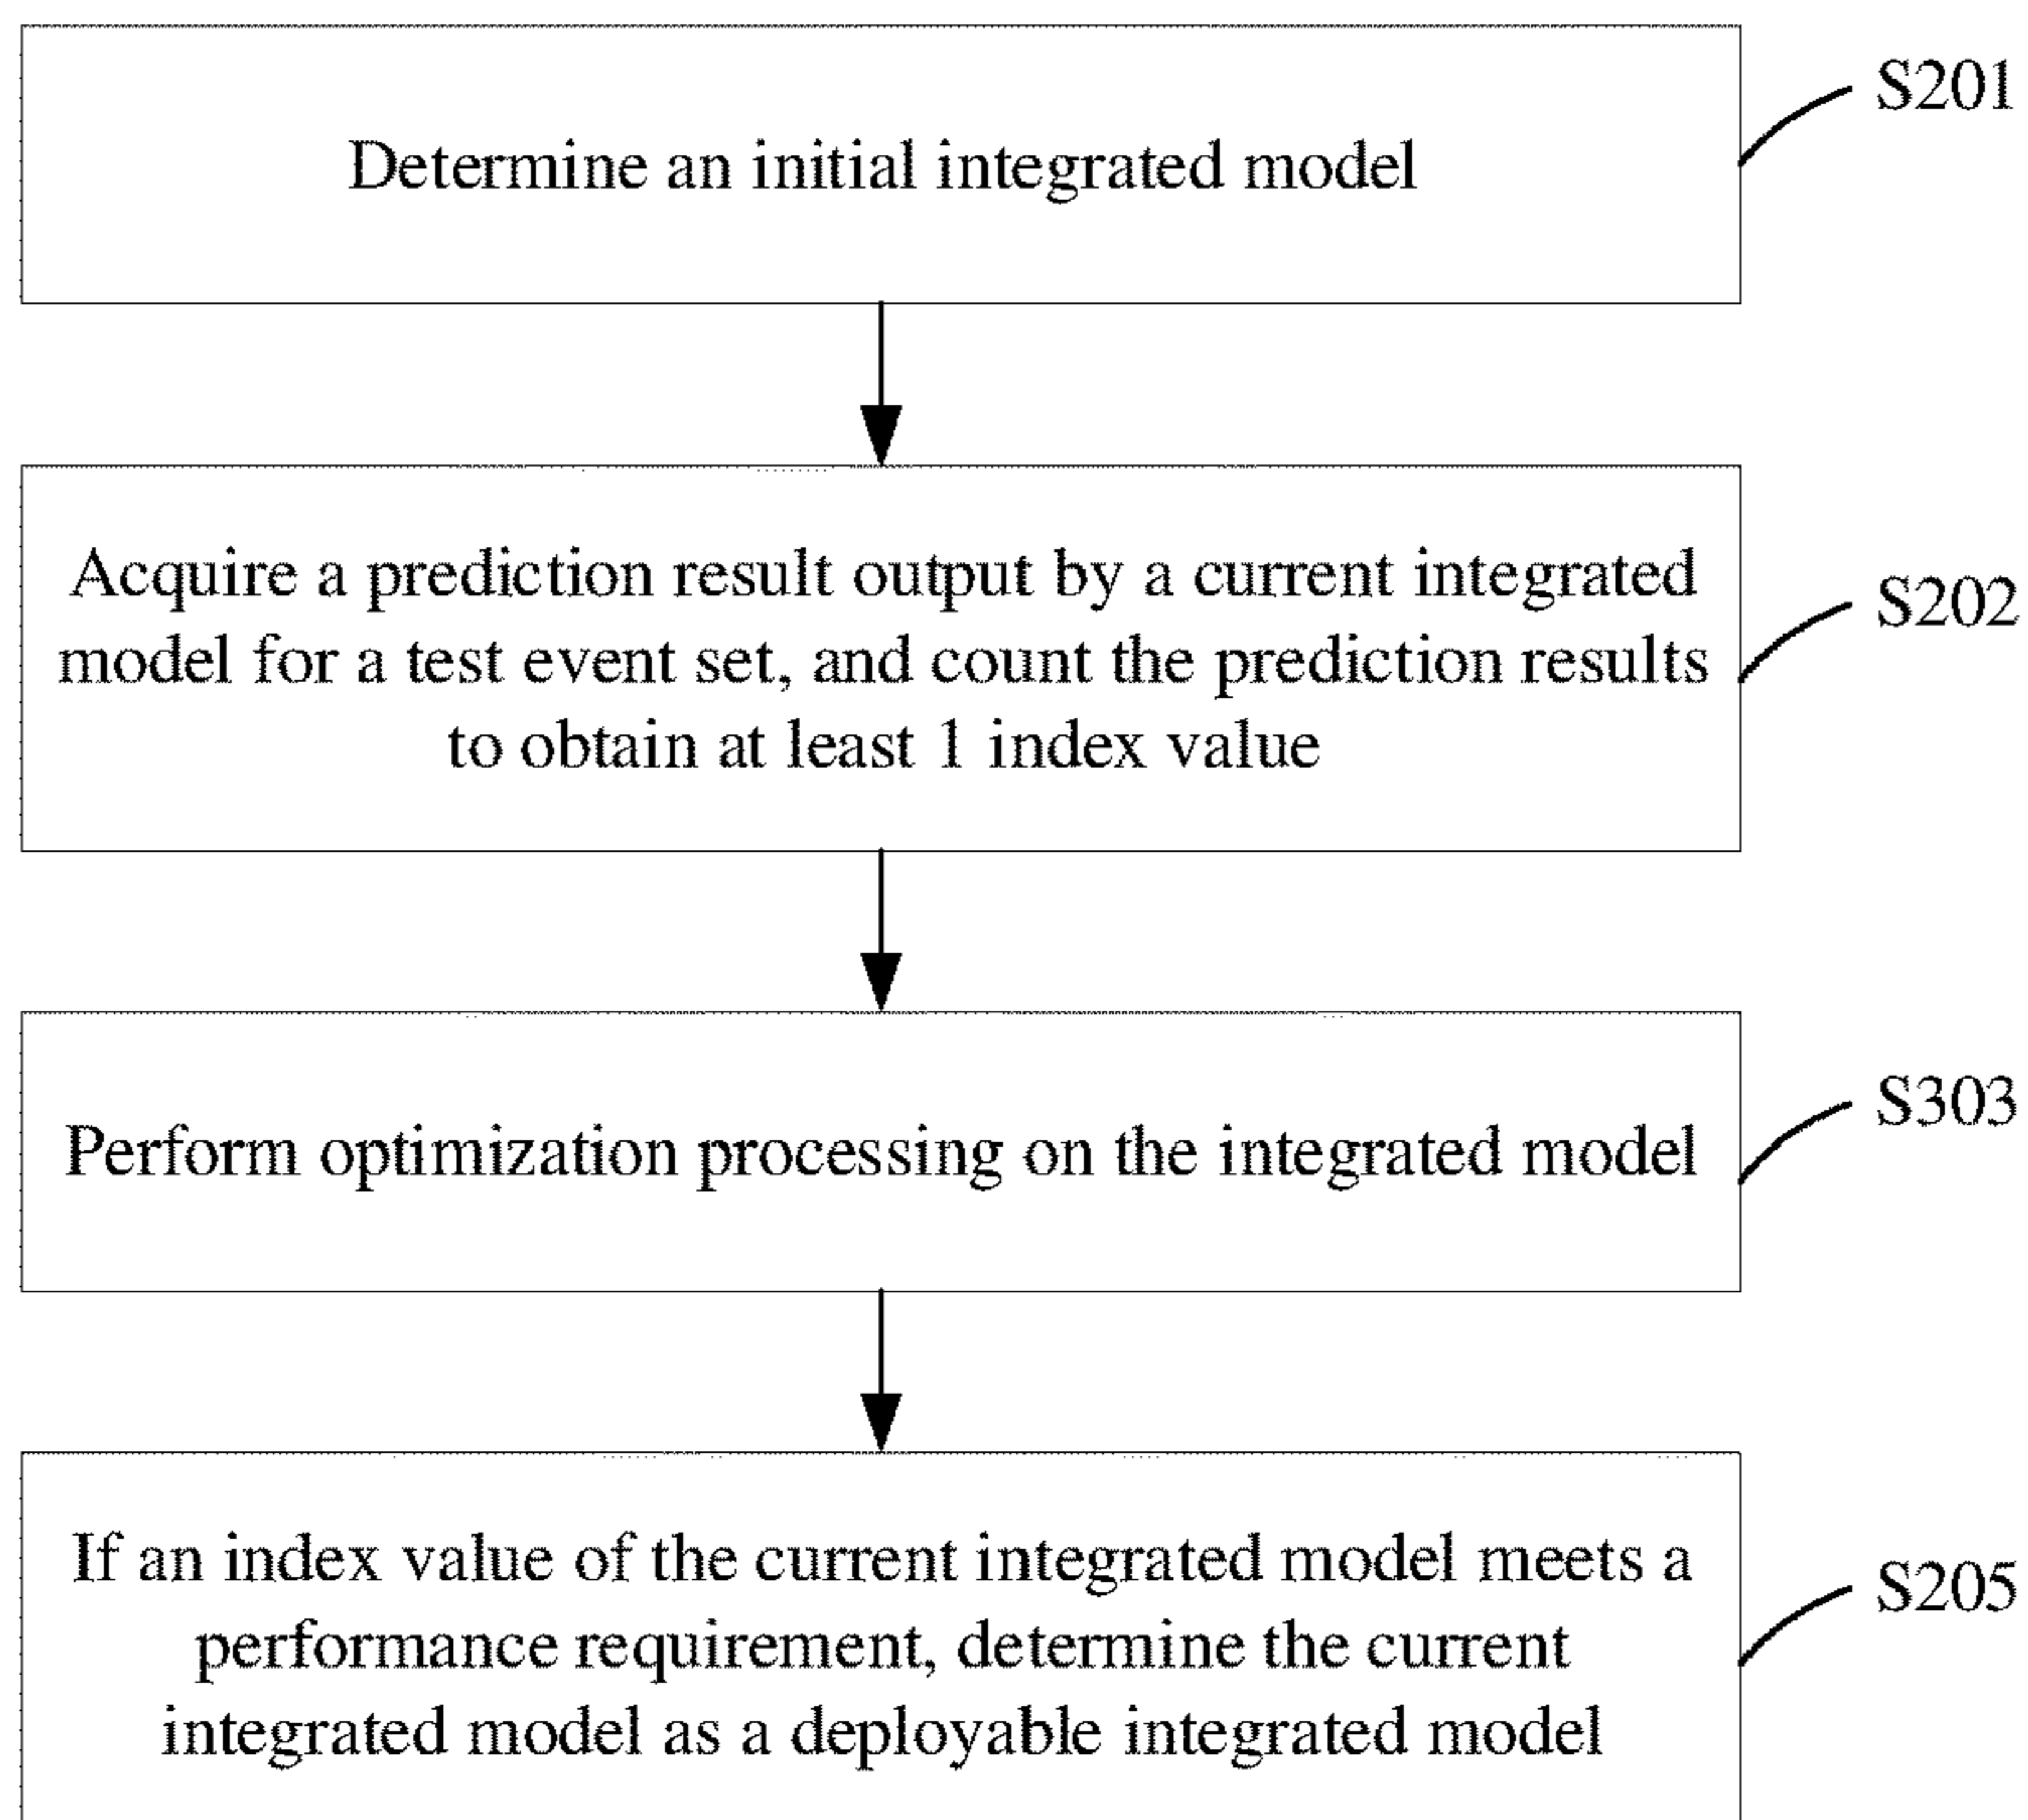 Determine an initial integrated model
S201
Acquire a prediction result output by a current integrated
model for a test event set, and count the prediction results
to obtain at least 1 index value
S202
Perform optimization processing on the integrated model
S303
If an index value of the current integrated model meets a
performance requirement, determine the current
integrated model as a deployable integrated model
S205